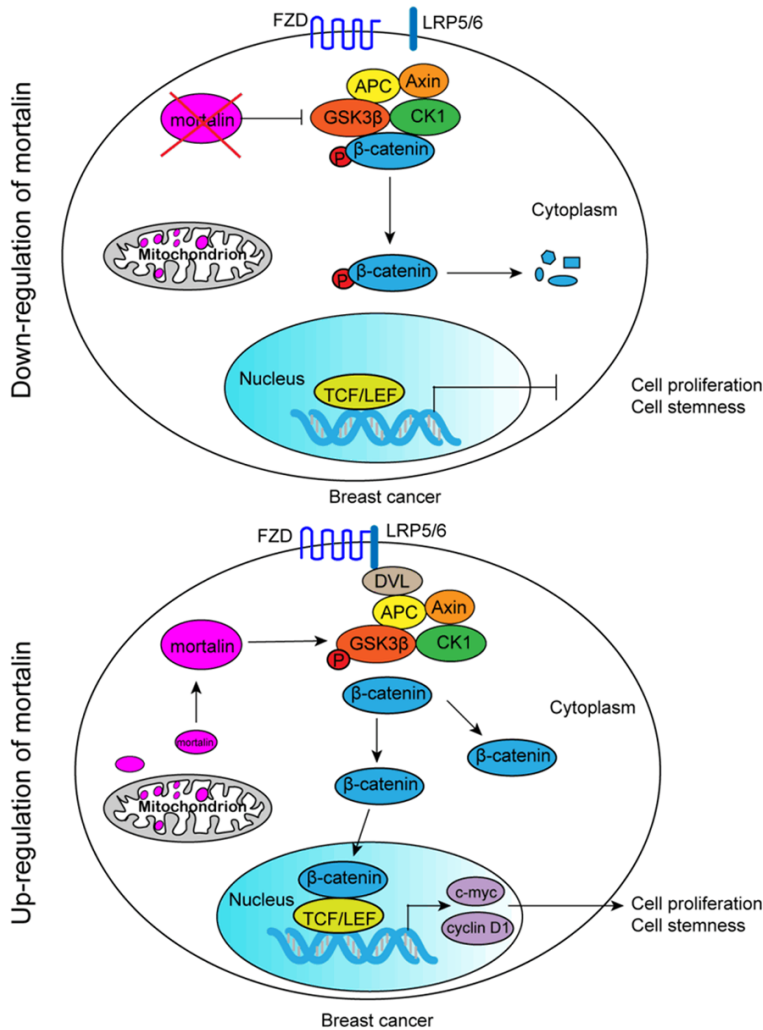 Down-regulation of mortalin
FZD
LRP5/6
APC
Axin
mortalin
GSK3β
CK1
P
β-catenin
Cytoplasm
Mitochondrion
P
β-catenin
Nucleus
TCF/LEF
Cell proliferation
Cell stemness
Breast cancer
Up-regulation of mortalin
FZD
LRP5/6
DVL
APC
Axin
mortalin
GSK3β
CK1
P
β-catenin
Cytoplasm
mortalin
β-catenin
β-catenin
Mitochondrion
β-catenin
Nucleus
TCF/LEF
c-myc
cyclin D1
Cell proliferation
Cell stemness
Breast cancer